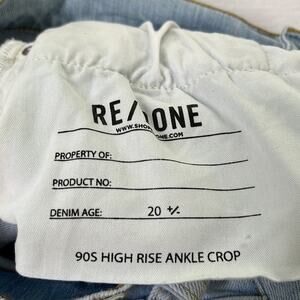 RE/DONE
PROPERTY OF:
PRODUCT NO:
DENIM AGE: 20 +/-
90S HIGH RISE ANKLE CROP